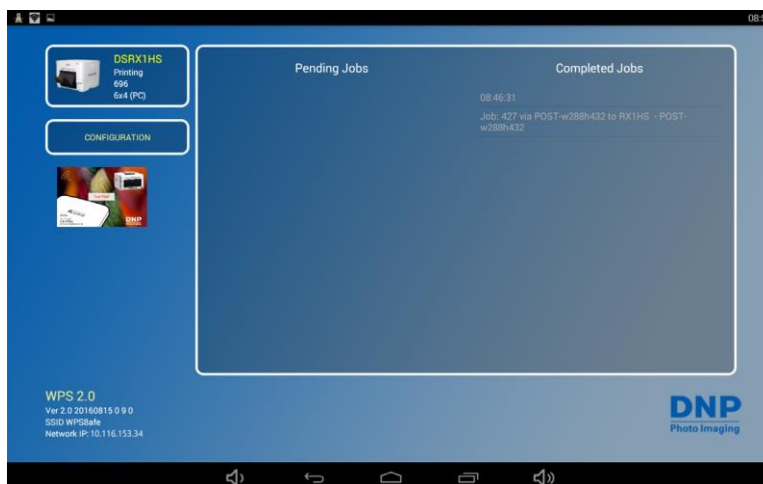 08:
DSRX1HS
Printing
696
6x4 (PC)
CONFIGURATION
DNP
Pending Jobs
Completed Jobs
08:46:31
Job: 427 via POST-w288h432 to RX1HS - POST-
w288h432
WPS 2.0
Ver 2.0 20160815 0 9 0
SSID WPS8afe
Network IP: 10.116.153.34
DNP
Photo Imaging